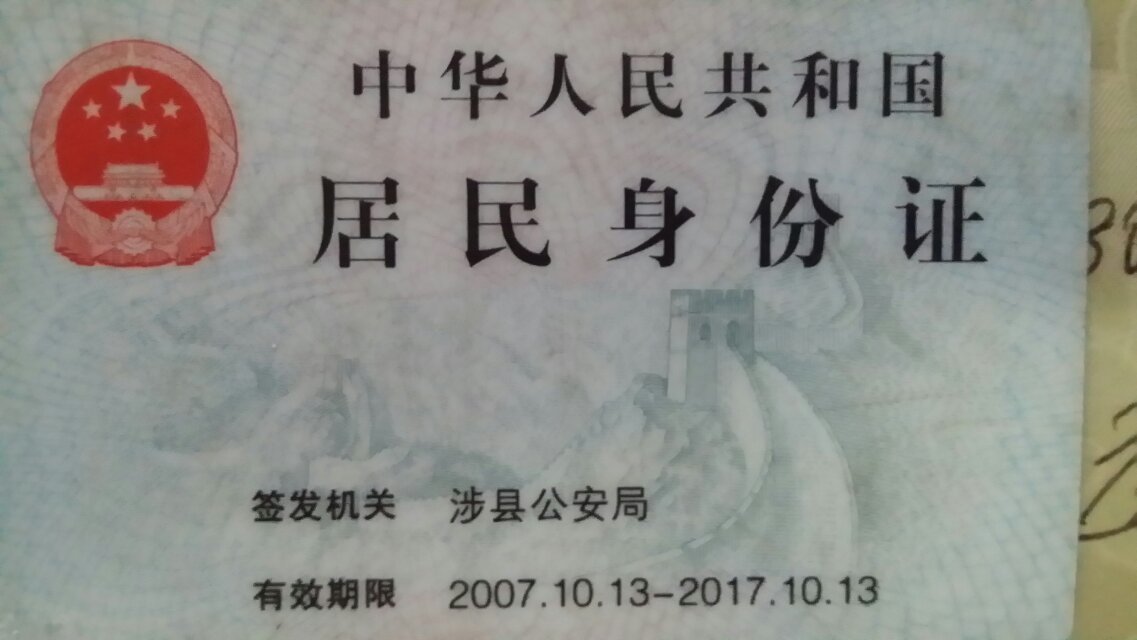 中华人民共和国
居民身份证
签发机关 涉县公安局
有效期限 2007.10.13-2017.10.13